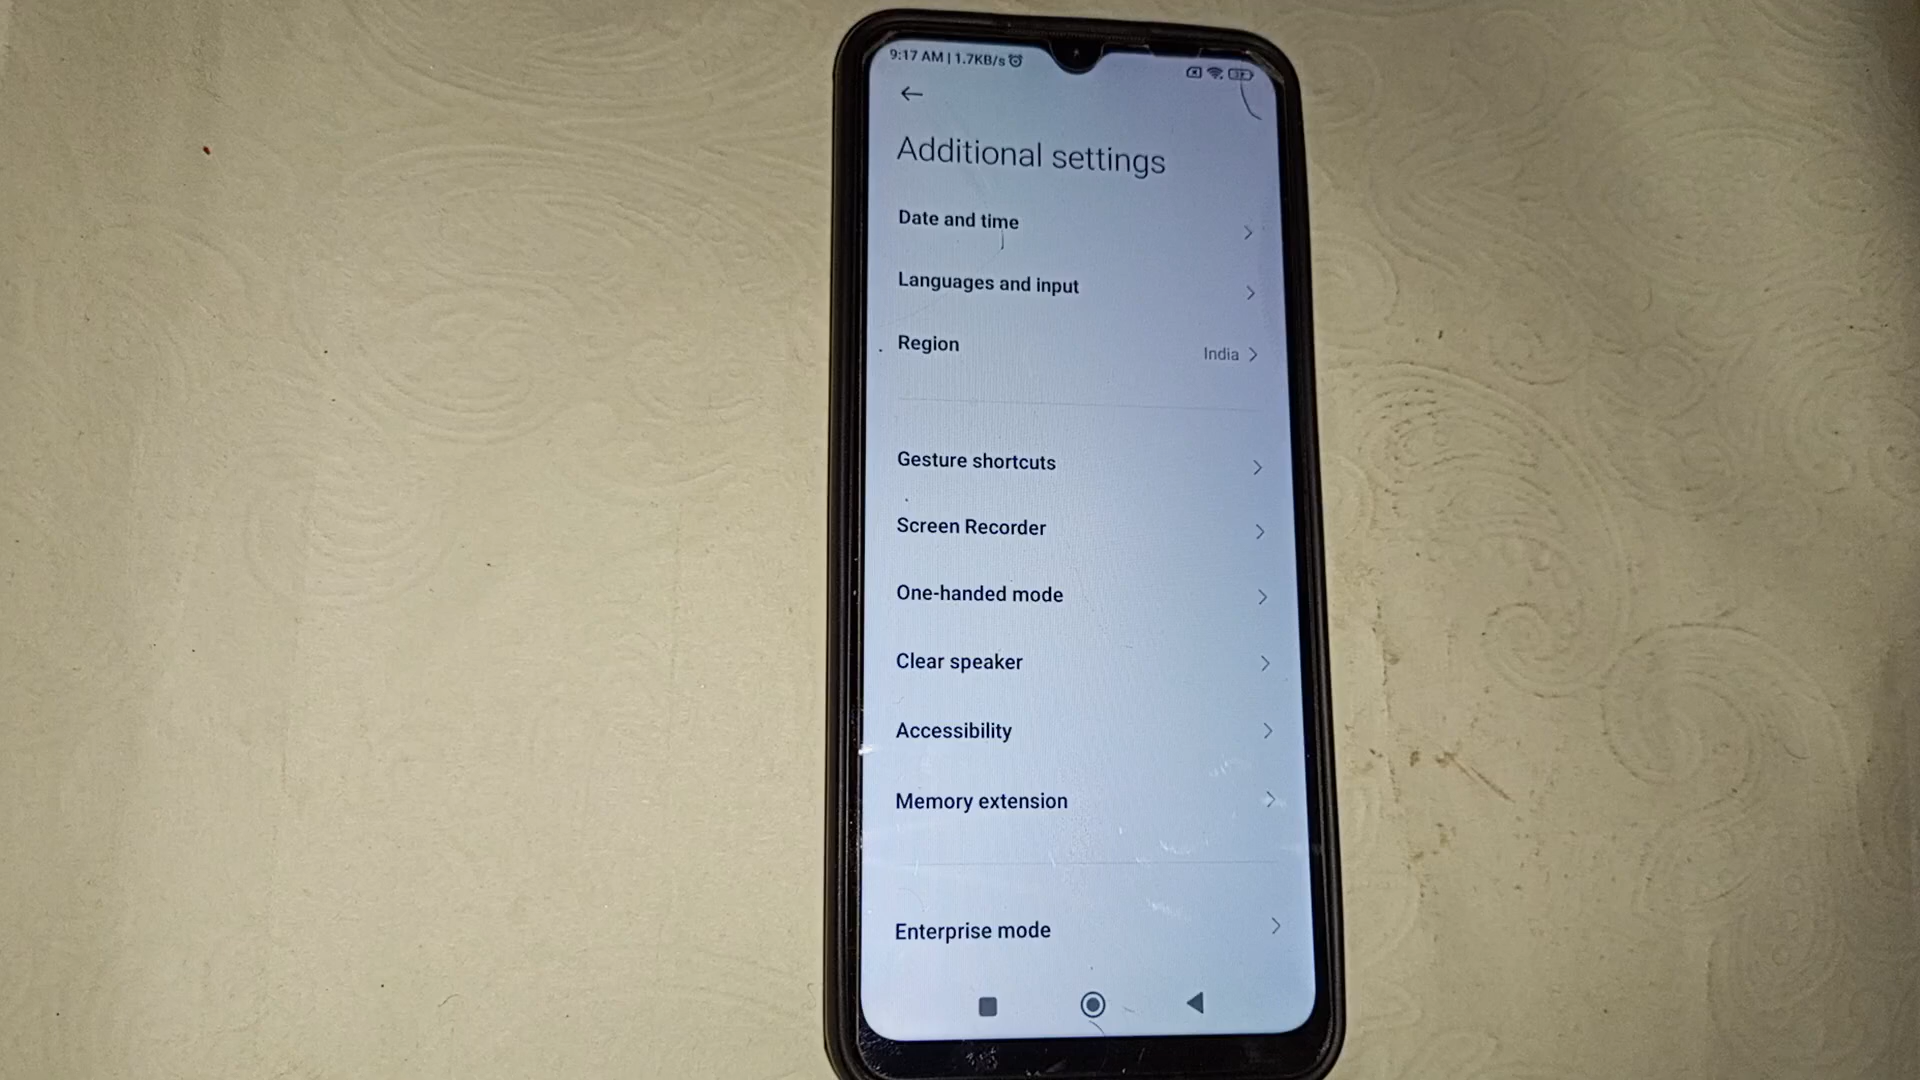 9:17 AM | 1.7KB/s
Additional settings
Date and time
Languages and input
Region
India
Gesture shortcuts
Screen Recorder
One-handed mode
Clear speaker
Accessibility
Memory extension
Enterprise mode